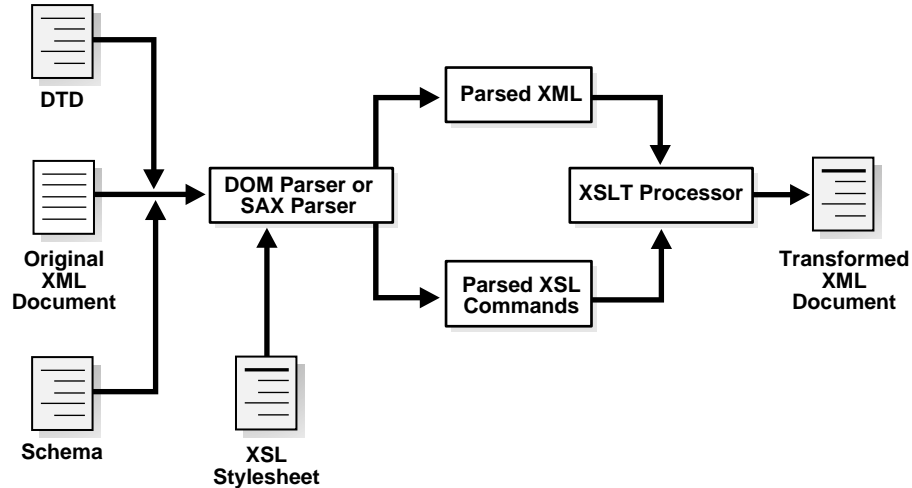 DTD
Original
XML
Document
Schema
DOM Parser or
SAX Parser
XSL
Stylesheet
Parsed XML
Parsed XSL
Commands
XSLT Processor
Transformed
XML
Document